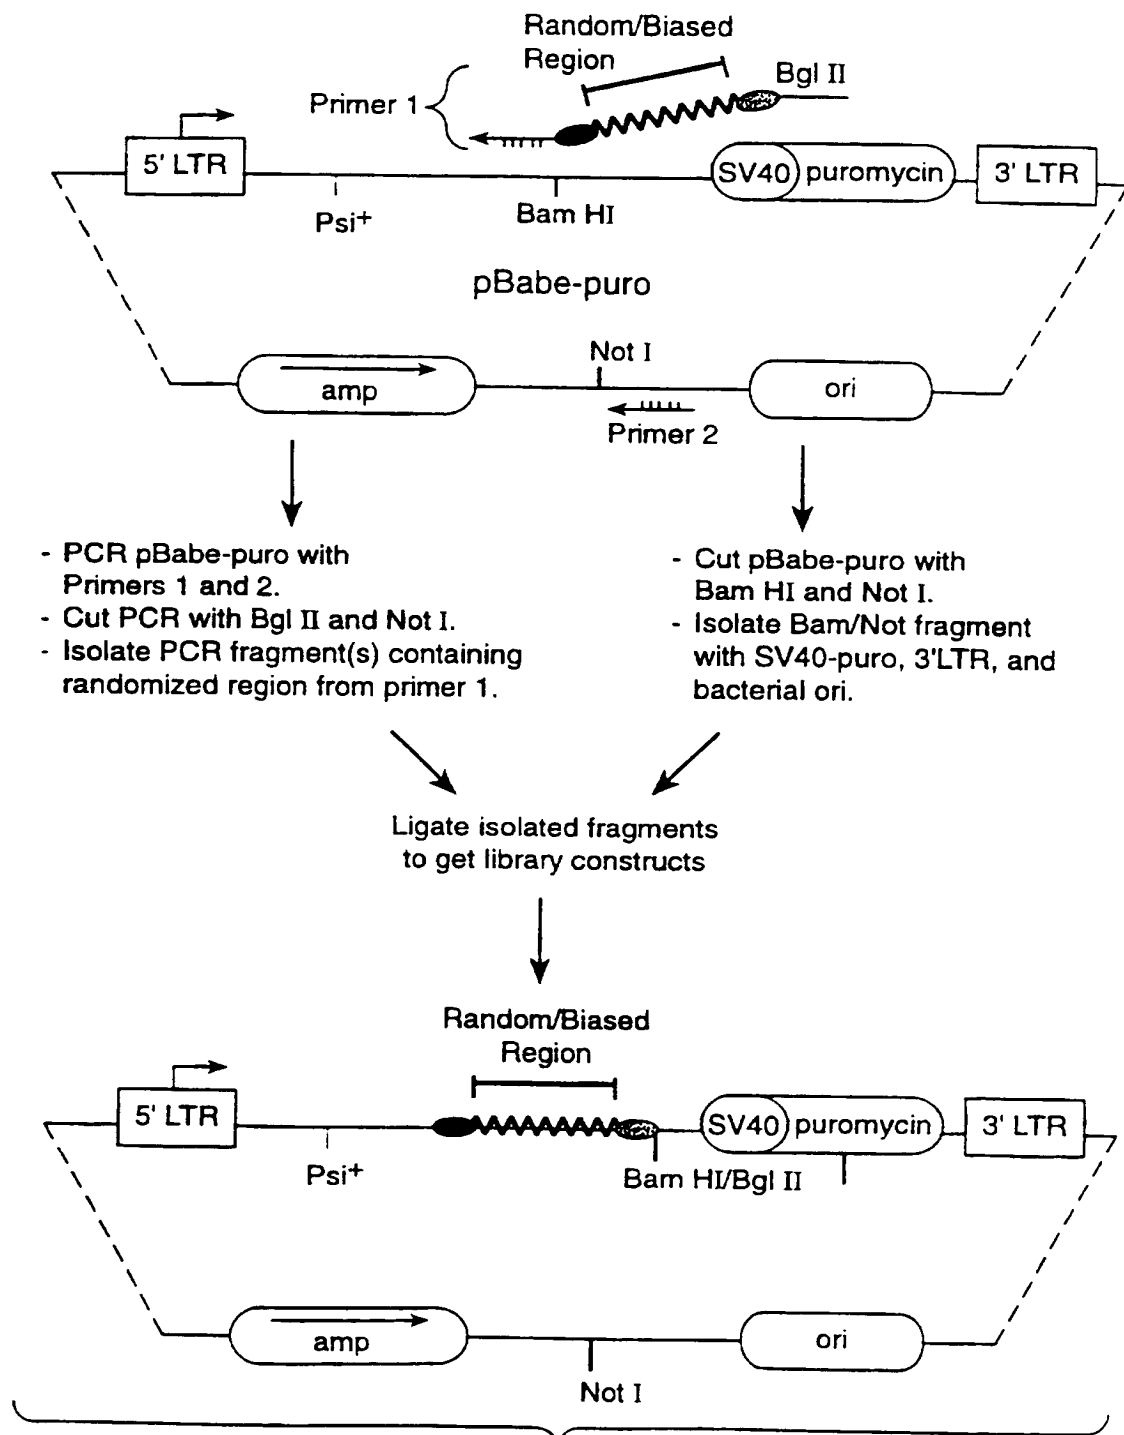 Random/Biased
Region
Bgl II
Primer 1
5' LTR
SV40
puromycin
3' LTR
Psi+
Bam HI
pBabe-puro
Not I
amp
ori
Primer 2
- PCR pBabe-puro with
Primers 1 and 2.
- Cut PCR with Bgl II and Not I.
- Isolate PCR fragment(s) containing
randomized region from primer 1.
- Cut pBabe-puro with
Bam HI and Not I.
- Isolate Bam/Not fragment
with SV40-puro, 3'LTR, and
bacterial ori.
Ligate isolated fragments
to get library constructs
Random/Biased
Region
5' LTR
SV40
puromycin
3' LTR
Psi+
Bam HI/Bgl II
amp
ori
Not I